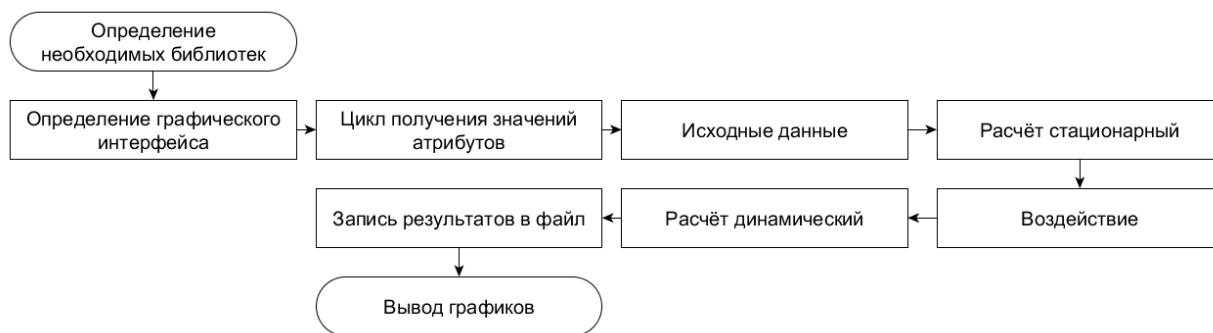 Определение
необходимых библиотек
Определение графического
интерфейса
Цикл получения значений
атрибутов
Исходные данные
Расчёт стационарный
Воздействие
Расчёт динамический
Запись результатов в файл
Вывод графиков